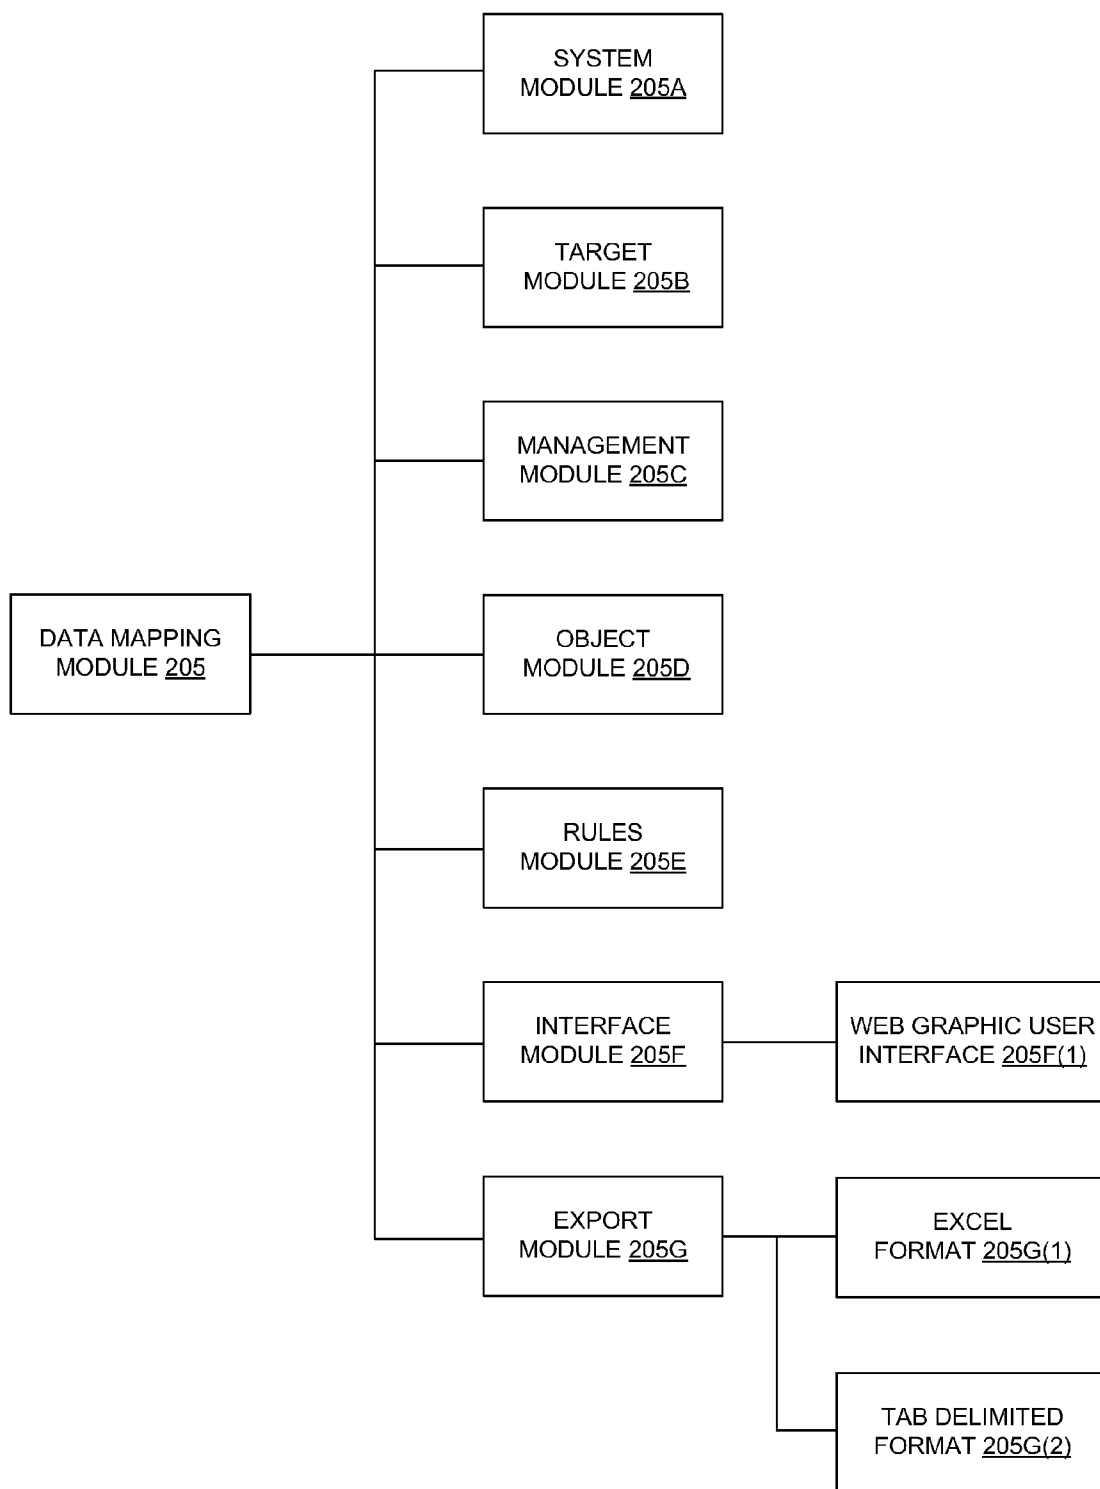 SYSTEM
MODULE 205A
TARGET
MODULE 205B
MANAGEMENT
MODULE 205C
DATA MAPPING
MODULE 205
OBJECT
MODULE 205D
RULES
MODULE 205E
INTERFACE
MODULE 205F
WEB GRAPHIC USER
INTERFACE 205F(1)
EXPORT
MODULE 205G
EXCEL
FORMAT 205G(1)
TAB DELIMITED
FORMAT 205G(2)